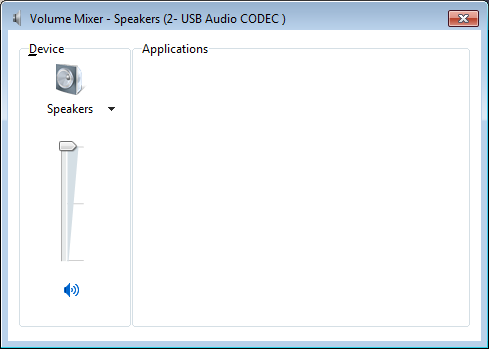 Volume Mixer - Speakers (2- USB Audio CODEC )
Device
Applications
Speakers